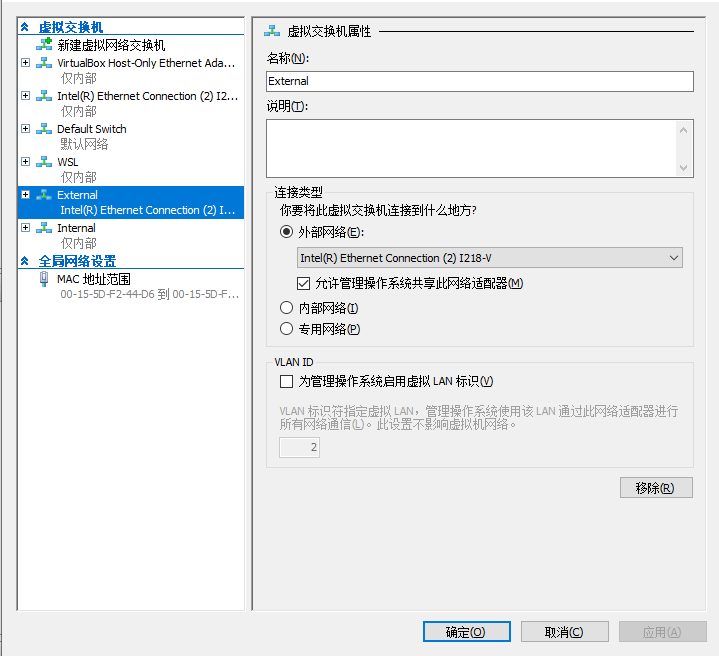 虚拟交换机
新建虚拟网络交换机
VirtualBox Host-Only Ethernet Ada...
仅内部
Intel(R) Ethernet Connection (2) I2...
仅内部
Default Switch
默认网络
WSL
仅内部
External
Intel(R) Ethernet Connection (2) I...
Internal
仅内部
全局网络设置
MAC 地址范围
00-15-5D-F2-44-D6 到 00-15-5D-F...
虚拟交换机属性
名称(N):
External
说明(T):
连接类型
你要将此虚拟交换机连接到什么地方?
外部网络(E):
Intel(R) Ethernet Connection (2) I218-V
允许管理操作系统共享此网络适配器(M)
内部网络(I)
专用网络(P)
VLAN ID
为管理操作系统启用虚拟 LAN 标识(V)
VLAN 标识符指定虚拟 LAN，管理操作系统使用该 LAN 通过此网络适配器进行
所有网络通信(L)。此设置不影响虚拟机网络。
2
移除(R)
确定(O)
取消(C)
应用(A)